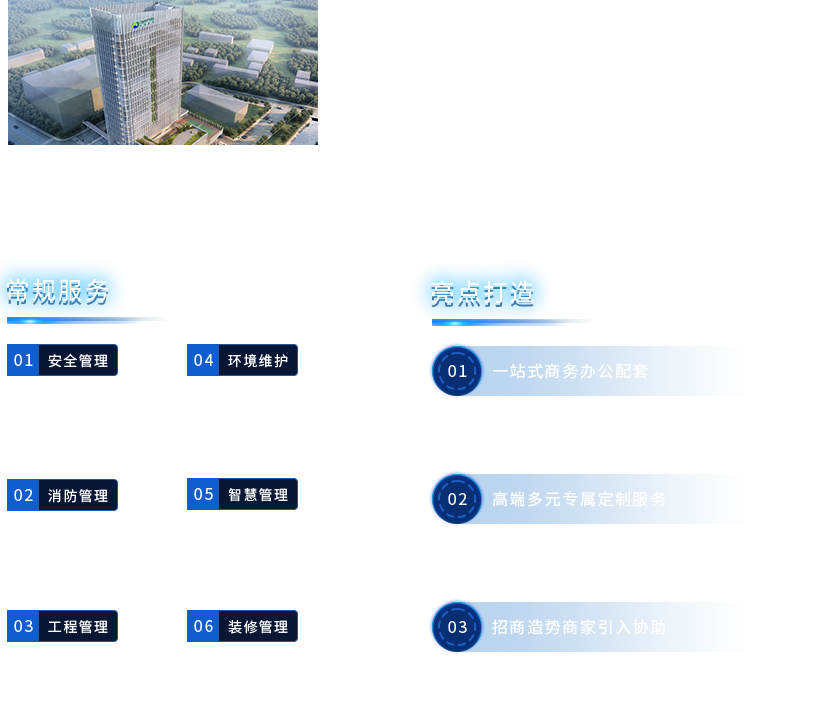 常规服务
01 安全管理
04 环境维护
02 消防管理
05 智慧管理
03 工程管理
06 装修管理
亮点打造
01 一站式商务办公配套
02 高端多元专属定制服务
03 招商造势商家引入协助